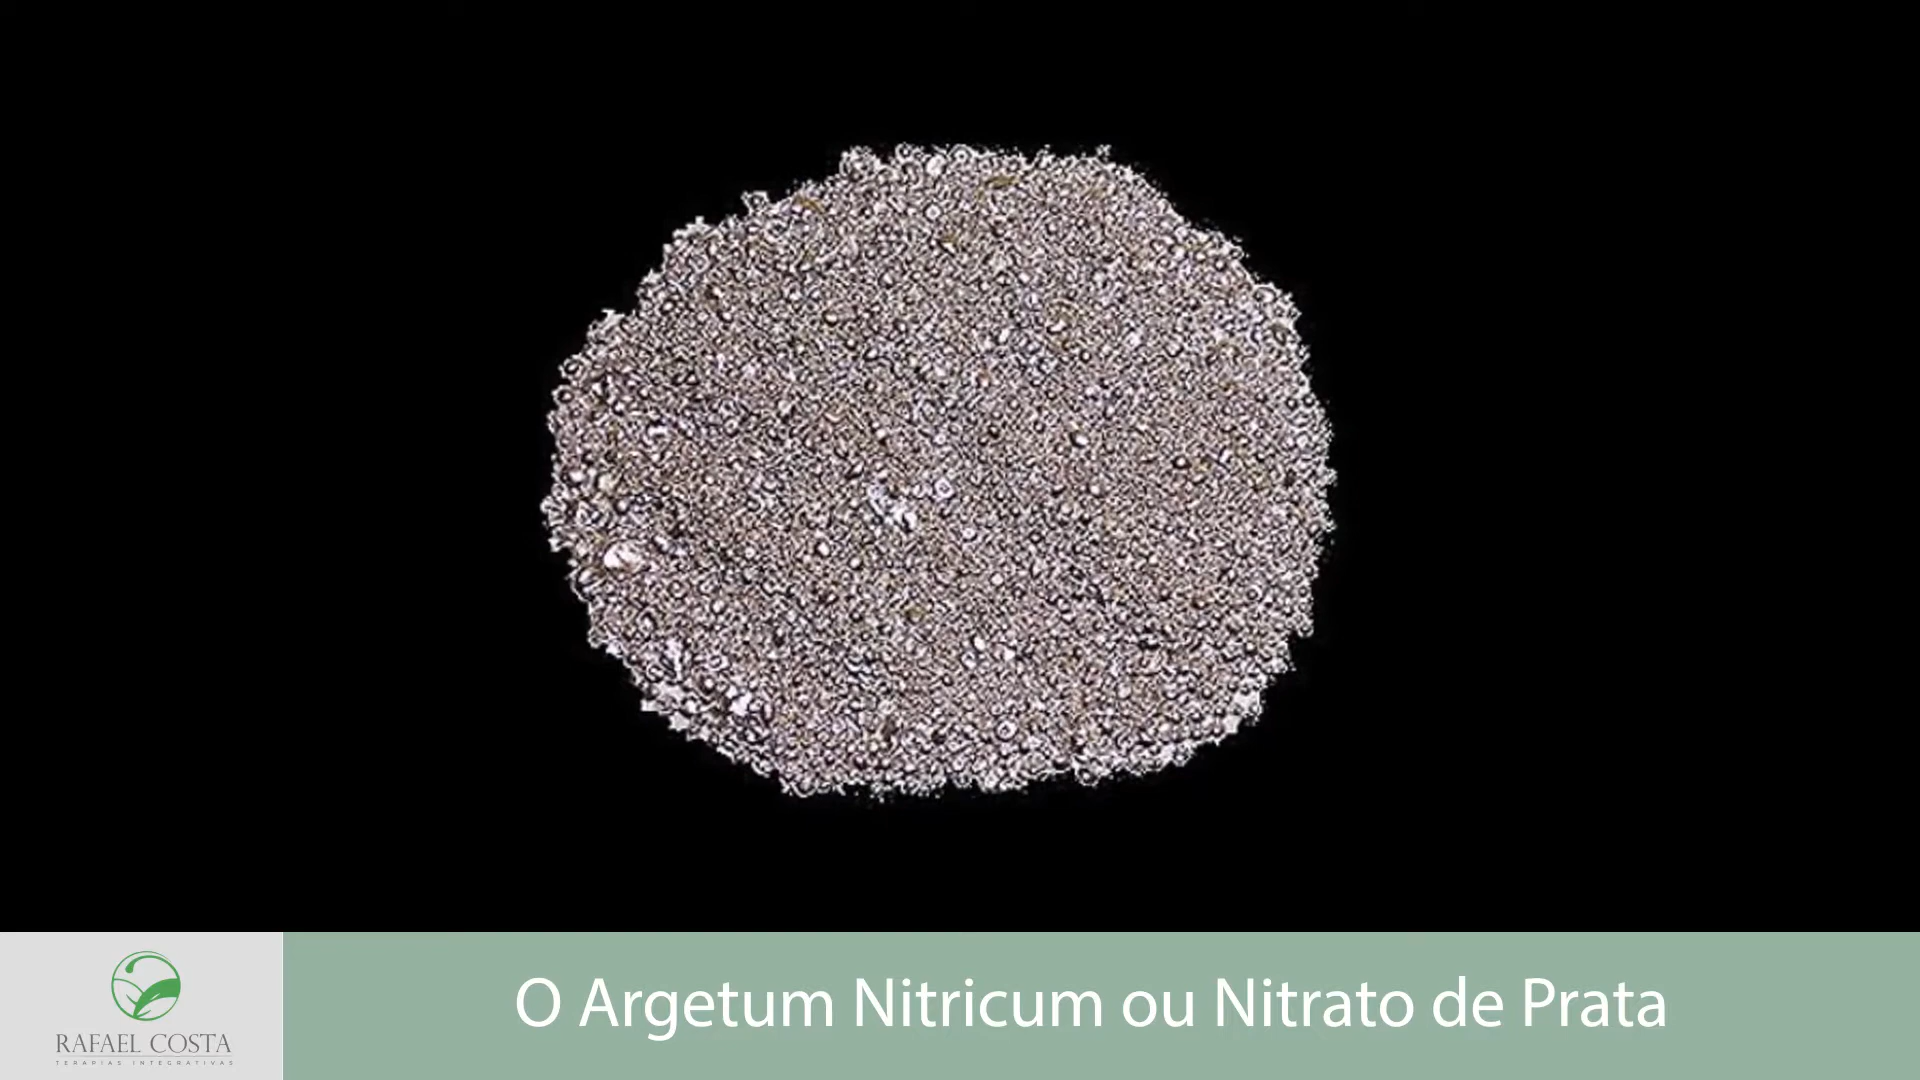 O Argetum Nitricum ou Nitrato de Prata
RAFAEL COSTA
TERAPIAS INTEGRATIVAS